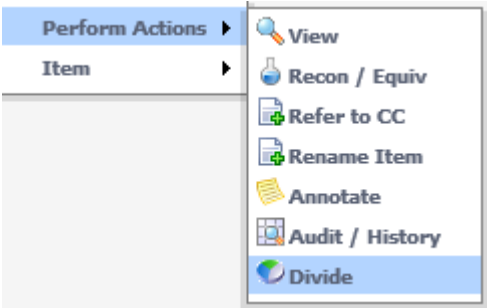 Perform Actions
Item
View
Recon / Equiv
Refer to CC
Rename Item
Annotate
Audit / History
Divide